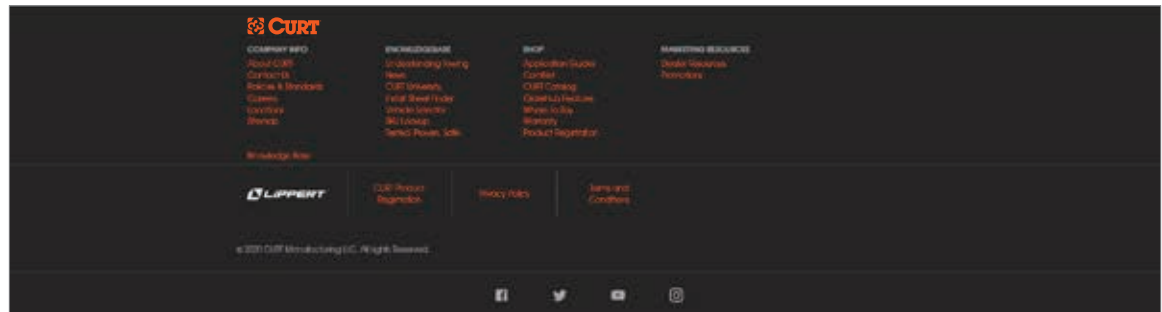 CURT
COMPANY INFO
About CURT
Contact Us
Policies & Standards
Careers
Locations
Sitemap
Knowledge Base
KNOWLEDGEBASE
Understanding Towing
News
CURT University
Install Sheet Finder
Vehicle Selector
SKU Lookup
Tested, Proven, Safe.
SHOP
Application Guides
CURT Catalog
Where To Buy
Warranty
Product Registration
MARKETING RESOURCES
Dealer Resources
Promotions
LIPPERT
CURT Product
Registration
Privacy Policy
Terms and
Conditions
CURT Manufacturing LLC. All Rights Reserved.